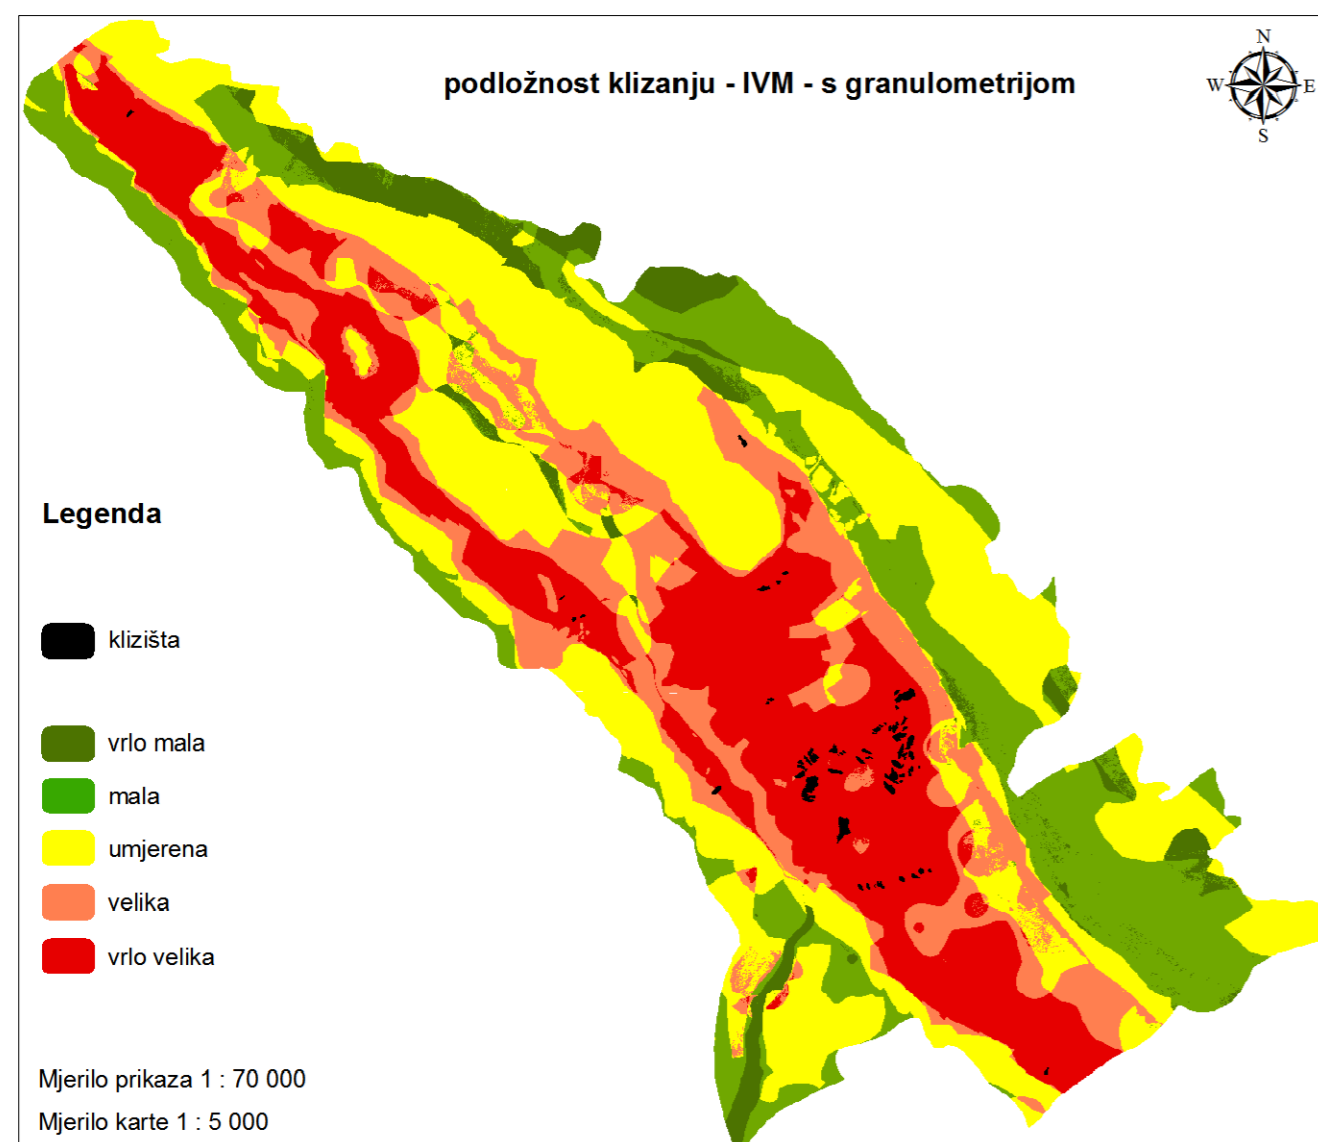 podložnost klizanju - IVM - s granulometrijom
N
W
E
S
Legenda
klizišta
vrlo mala
mala
umjerena
velika
vrlo velika
Mjerilo prikaza 1 : 70 000
Mjerilo karte 1 : 5 000